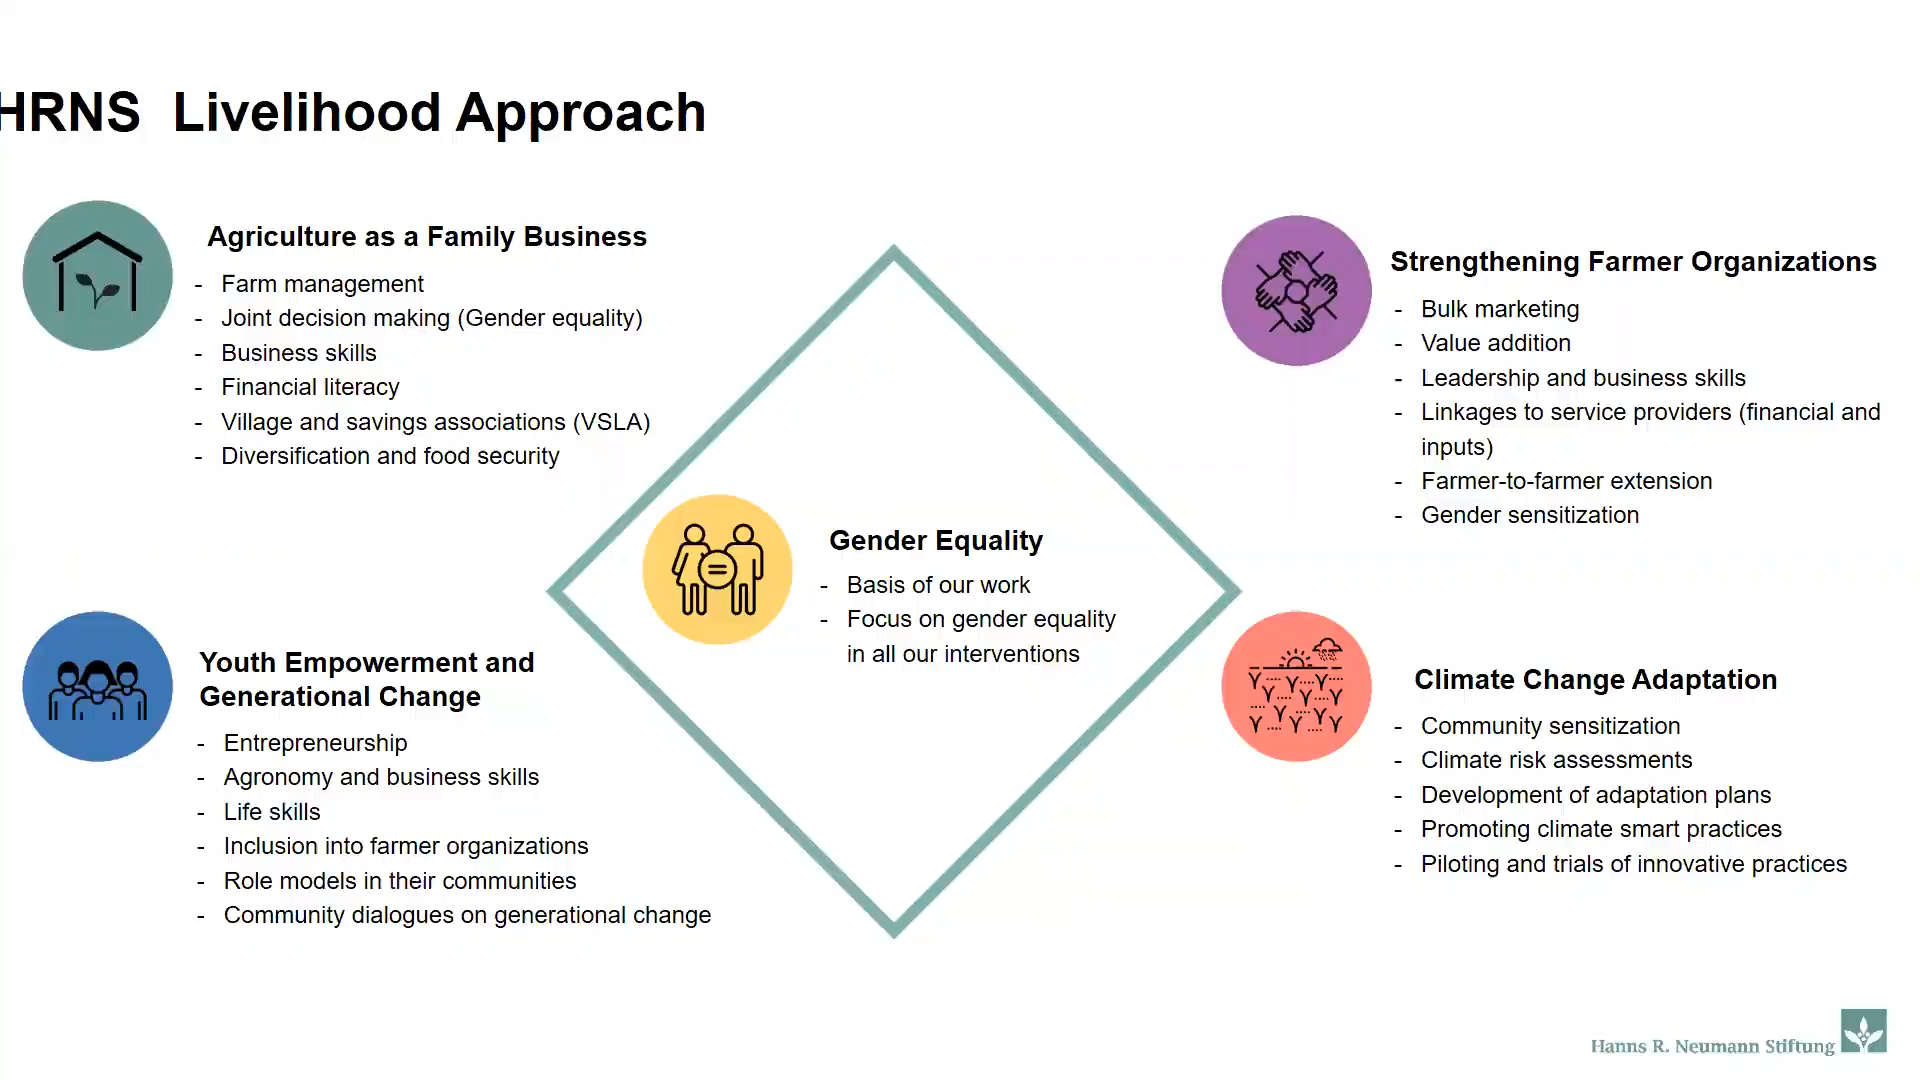 HRNS Livelihood Approach
Agriculture as a Family Business
- Farm management
- Joint decision making (Gender equality)
- Business skills
- Financial literacy
- Village and savings associations (VSLA)
- Diversification and food security
Strengthening Farmer Organizations
- Bulk marketing
- Value addition
- Leadership and business skills
- Linkages to service providers (financial and
inputs)
- Farmer-to-farmer extension
- Gender sensitization
Gender Equality
- Basis of our work
- Focus on gender equality
in all our interventions
Youth Empowerment and
Generational Change
- Entrepreneurship
- Agronomy and business skills
- Life skills
- Inclusion into farmer organizations
- Role models in their communities
- Community dialogues on generational change
Climate Change Adaptation
- Community sensitization
- Climate risk assessments
- Development of adaptation plans
- Promoting climate smart practices
- Piloting and trials of innovative practices
Hanns R. Neumann Stiftung